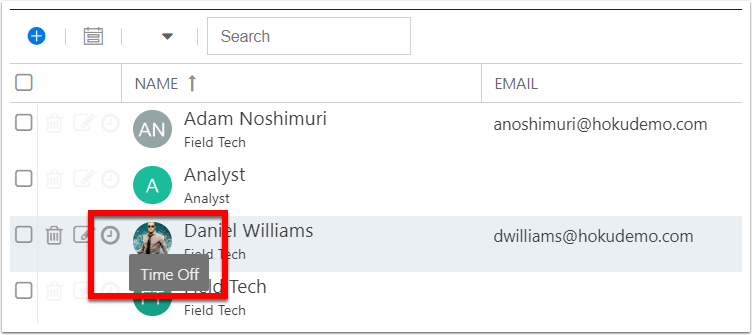 Search
NAME ↑ EMAIL
AN Adam Noshimuri anoshimuri@hokudemo.com
Field Tech
A Analyst
Analyst
Daniel Williams dwilliams@hokudemo.com
Field Tech
Time Off
Field Tech
Field Tech